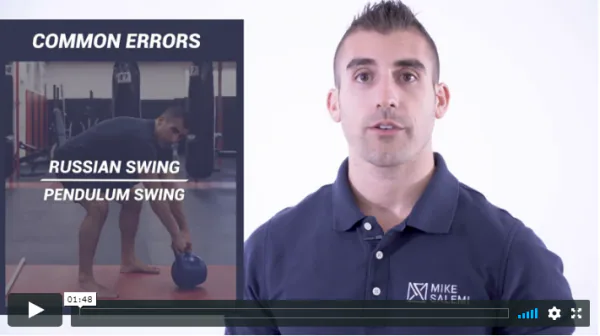 COMMON ERRORS
RUSSIAN SWING
PENDULUM SWING
MIKE
SALEMI
01:48